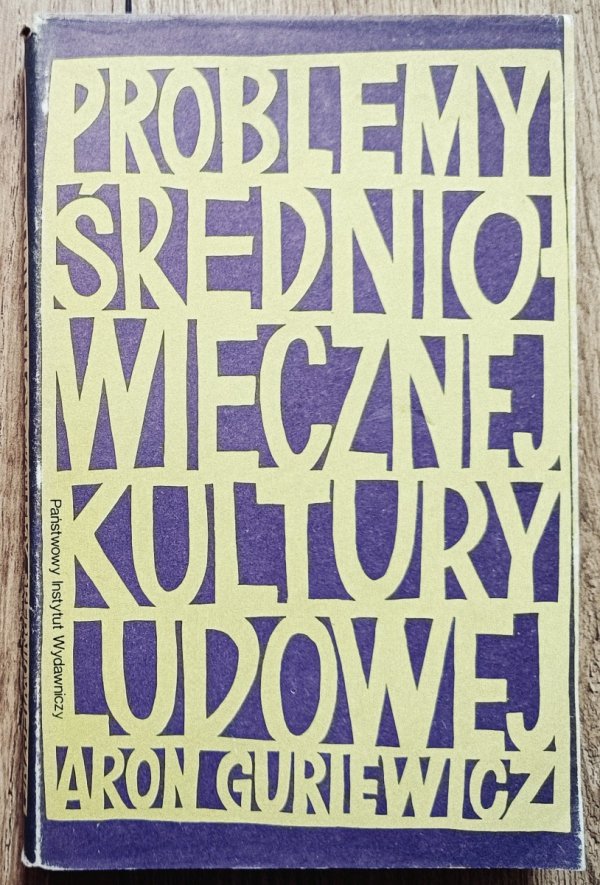 PROBLEMY
ŚREDNIO-
WIECZNEJ
KULTURY
LUDOWEJ
ARON GURIEWICZ
Państwowy Instytut Wydawniczy